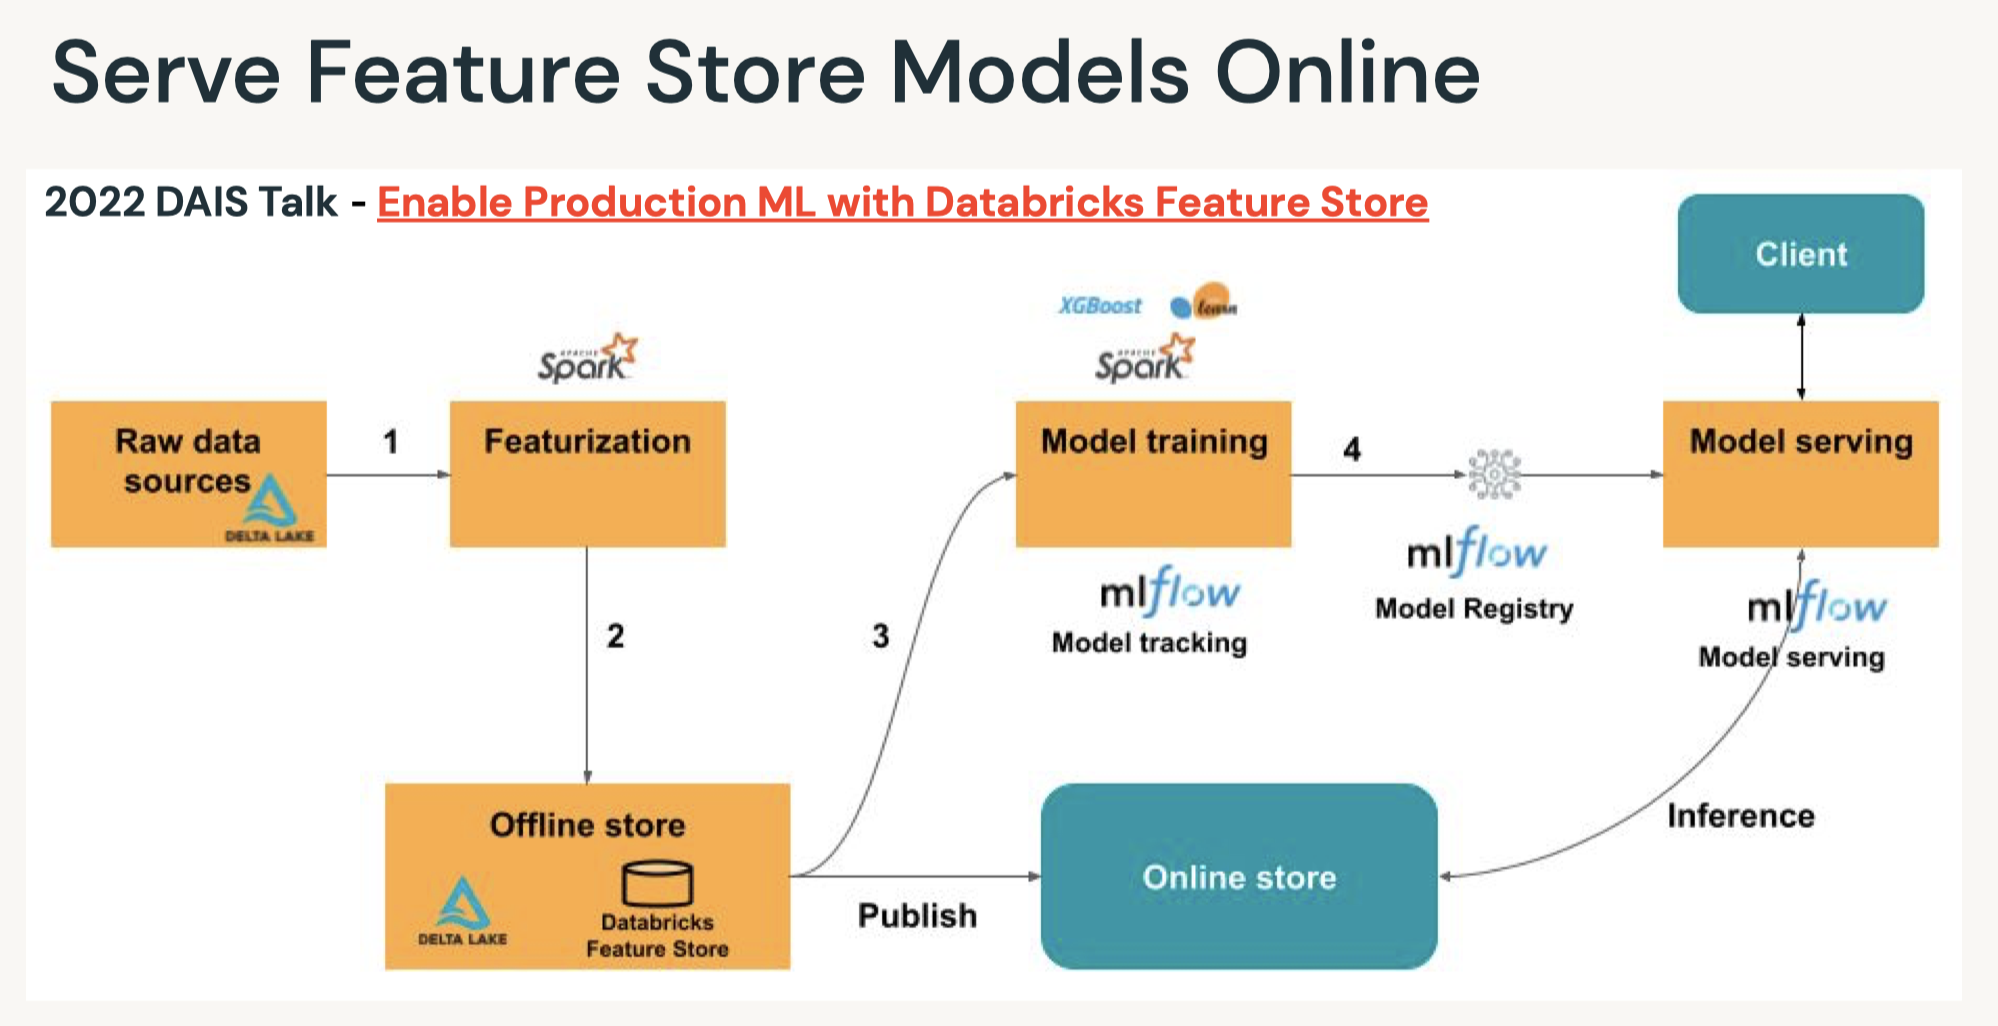 Serve Feature Store Models Online
2022 DAIS Talk - Enable Production ML with Databricks Feature Store
Client
XGBoost
learn
APACHE
Spark
APACHE
Spark
Raw data
sources
DELTA LAKE
1
Featurization
Model training
4
Model serving
mlflow
Model tracking
mlflow
Model Registry
mlflow
Model serving
2
3
Offline store
DELTA LAKE
Databricks
Feature Store
Publish
Online store
Inference